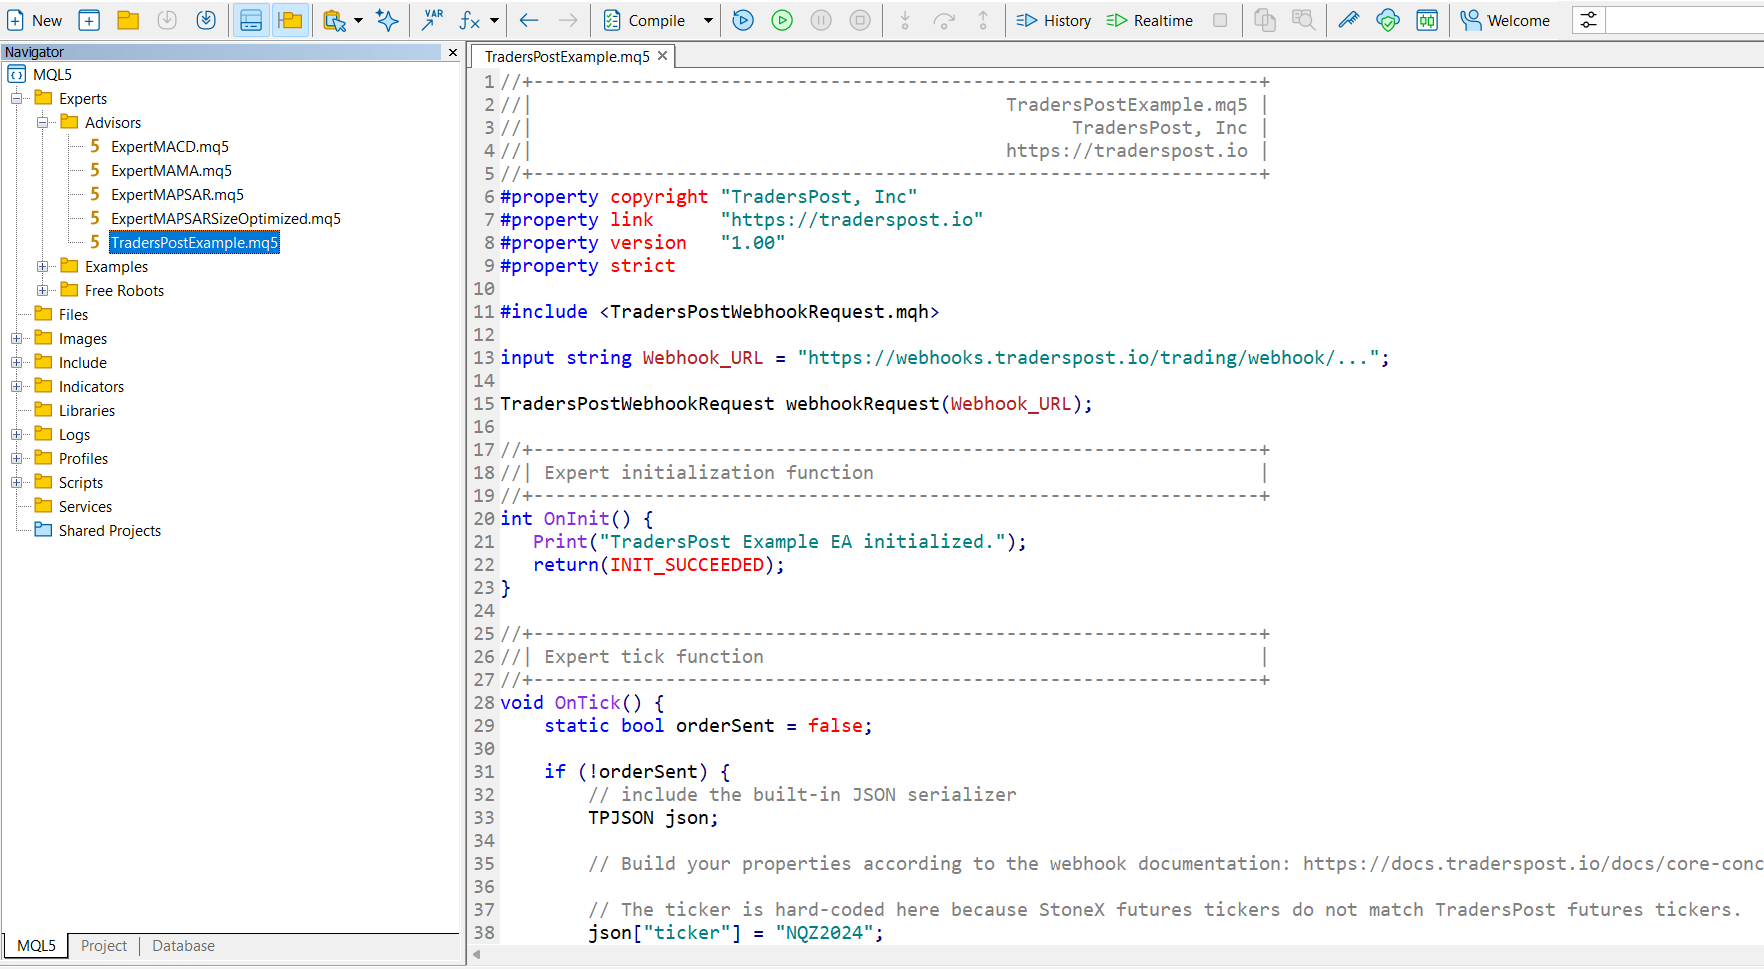 New
VAR
fx
Compile
History
Realtime
Welcome
Navigator
MQL5
Experts
Advisors
5 ExpertMACD.mq5
5 ExpertMAMA.mq5
5 ExpertMAPSAR.mq5
5 ExpertMAPSARSizeOptimized.mq5
5 TradersPostExample.mq5
Examples
Free Robots
Files
Images
Include
Indicators
Libraries
Logs
Profiles
Scripts
Services
Shared Projects
MQL5 Project Database
TradersPostExample.mq5
1 //+------------------------------------------------------------------+
2 //|                                           TradersPostExample.mq5 |
3 //|                                                 TradersPost, Inc |
4 //|                                           https://traderspost.io |
5 //+------------------------------------------------------------------+
6 #property copyright "TradersPost, Inc"
7 #property link      "https://traderspost.io"
8 #property version   "1.00"
9 #property strict
10
11 #include <TradersPostWebhookRequest.mqh>
12
13 input string Webhook_URL = "https://webhooks.traderspost.io/trading/webhook/...";
14
15 TradersPostWebhookRequest webhookRequest(Webhook_URL);
16
17 //+------------------------------------------------------------------+
18 //| Expert initialization function                                   |
19 //+------------------------------------------------------------------+
20 int OnInit() {
21    Print("TradersPost Example EA initialized.");
22    return(INIT_SUCCEEDED);
23 }
24
25 //+------------------------------------------------------------------+
26 //| Expert tick function                                             |
27 //+------------------------------------------------------------------+
28 void OnTick() {
29     static bool orderSent = false;
30
31     if (!orderSent) {
32         // include the built-in JSON serializer
33         TPJSON json;
34
35         // Build your properties according to the webhook documentation: https://docs.traderspost.io/docs/core-conc
36
37         // The ticker is hard-coded here because StoneX futures tickers do not match TradersPost futures tickers.
38         json["ticker"] = "NQZ2024";